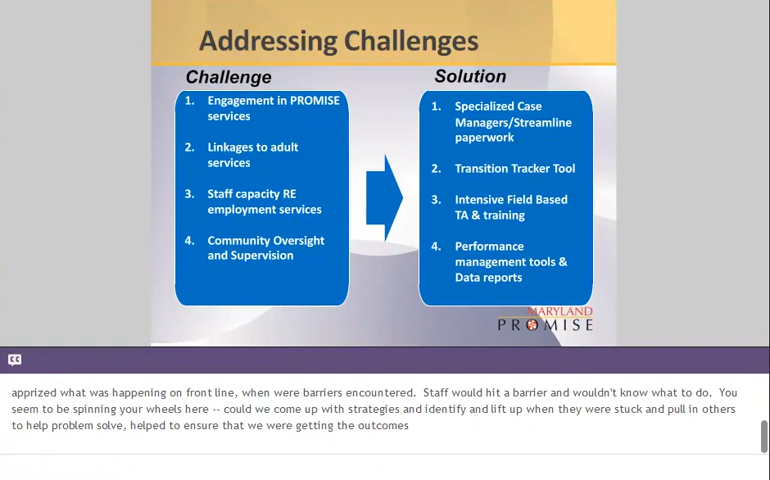 Addressing Challenges
Challenge
1. Engagement in PROMISE
services
2. Linkages to adult
services
3. Staff capacity RE
employment services
4. Community Oversight
and Supervision
Solution
1. Specialized Case
Managers/Streamline
paperwork
2. Transition Tracker Tool
3. Intensive Field Based
TA & training
4. Performance
management tools &
Data reports
MARYLAND
PROMISE
CC
apprized what was happening on front line, when were barriers encountered.  Staff would hit a barrier and wouldn't know what to do.  You
seem to be spinning your wheels here -- could we come up with strategies and identify and lift up when they were stuck and pull in others
to help problem solve, helped to ensure that we were getting the outcomes